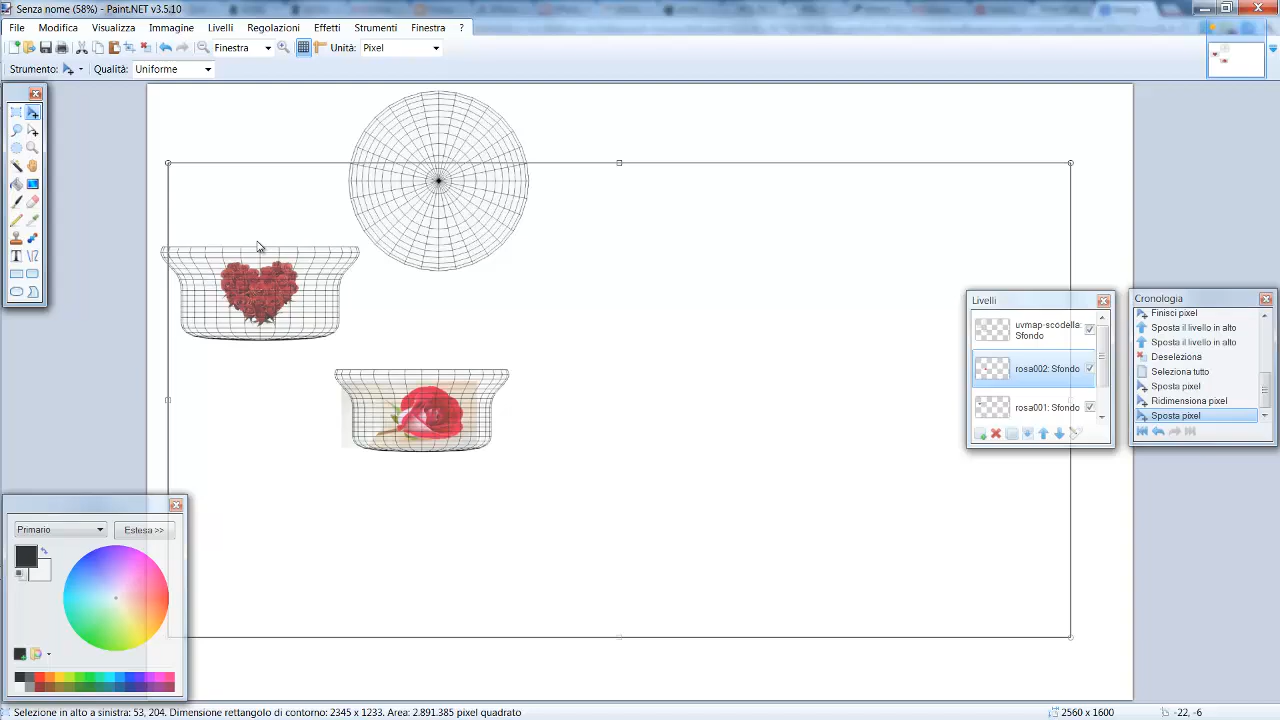 Senza nome (58%) - Paint.NET v3.5.10
File Modifica Visualizza Immagine Livelli Effetti Regolazioni Strumenti Finestra ?
Finestra Unità: Pixel
Strumento: Qualità: Uniforme
Livelli
uvmap-scodella:
Sfondo
rosa002: Sfondo
rosa001: Sfondo
Cronologia
Finisci pixel
Sposta il livello in alto
Sposta il livello in alto
Deseleziona
Seleziona tutto
Sposta pixel
Ridimensiona pixel
Sposta pixel
Primario Estesa >>
Selezione in alto a sinistra: 53, 204. Dimensione rettangolo di contorno: 2345 x 1233. Area: 2.891.385 pixel quadrato 2560 x 1600 -22, -6